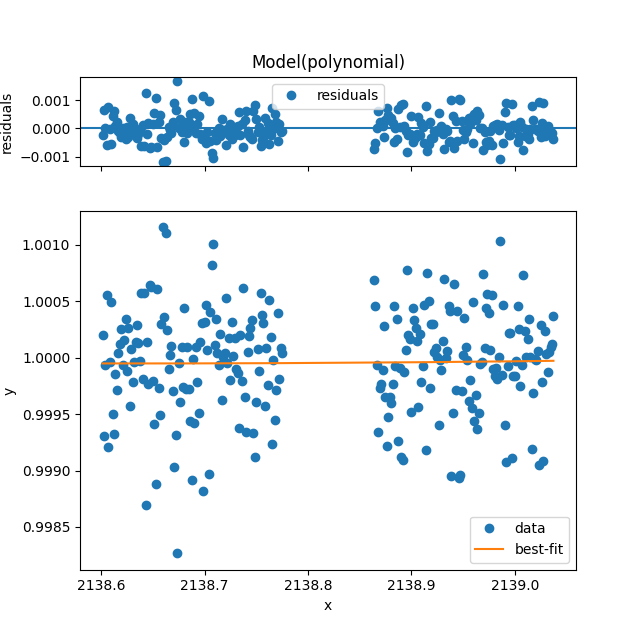 Model(polynomial)
residuals
0.001
0.000
−0.001
residuals
y
1.0010
1.0005
1.0000
0.9995
0.9990
0.9985
data
best-fit
2138.6 2138.7 2138.8 2138.9 2139.0
x